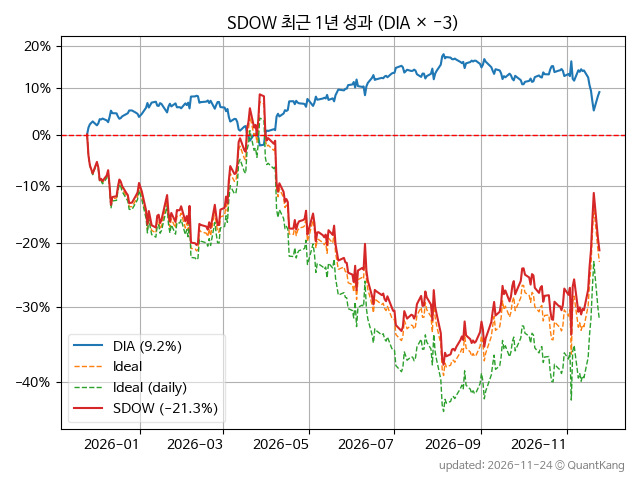 SDOW 최근 1년 성과 (DIA × −3)
20%
10%
0%
−10%
−20%
−30%
−40%
DIA (9.2%)
Ideal
Ideal (daily)
SDOW (−21.3%)
2026−01
2026−03
2026−05
2026−07
2026−09
2026−11
updated: 2026−11−24 © QuantKang